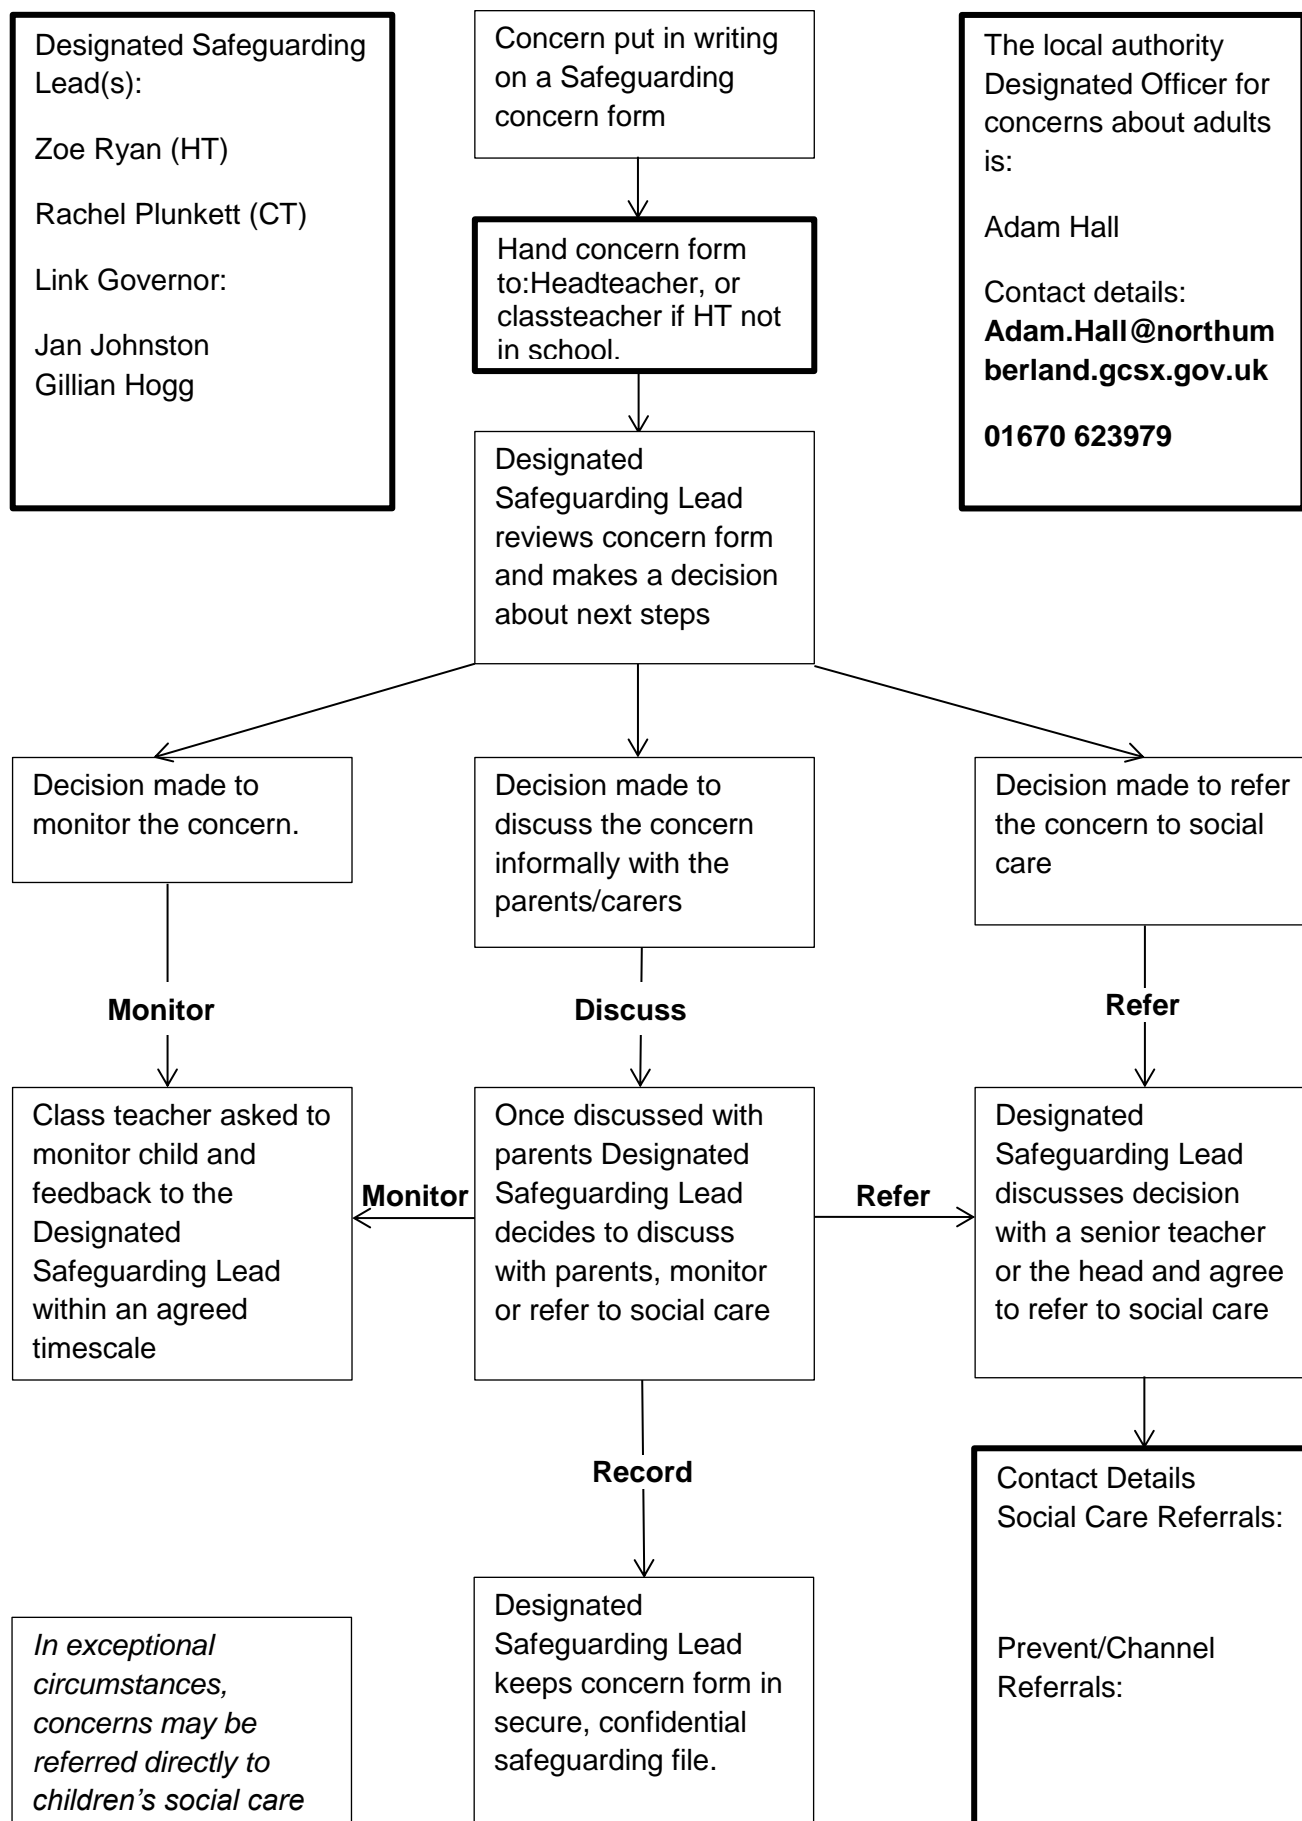 Designated Safeguarding
Lead(s):
Zoe Ryan (HT)
Rachel Plunkett (CT)
Link Governor:
Jan Johnston
Gillian Hogg
Concern put in writing
on a Safeguarding
concern form
The local authority
Designated Officer for
concerns about adults
is:
Adam Hall
Contact details:
Adam.Hall@northum
berland.gcsx.gov.uk
01670 623979
Hand concern form
to:Headteacher, or
classteacher if HT not
in school.
Designated
Safeguarding Lead
reviews concern form
and makes a decision
about next steps
Decision made to
monitor the concern.
Decision made to
discuss the concern
informally with the
parents/carers
Decision made to refer
the concern to social
care
Monitor
Discuss
Refer
Class teacher asked to
monitor child and
feedback to the
Designated
Safeguarding Lead
within an agreed
timescale
Monitor
Once discussed with
parents Designated
Safeguarding Lead
decides to discuss
with parents, monitor
or refer to social care
Refer
Designated
Safeguarding Lead
discusses decision
with a senior teacher
or the head and agree
to refer to social care
Record
Contact Details
Social Care Referrals:
Prevent/Channel
Referrals:
In exceptional
circumstances,
concerns may be
referred directly to
children’s social care
Designated
Safeguarding Lead
keeps concern form in
secure, confidential
safeguarding file.